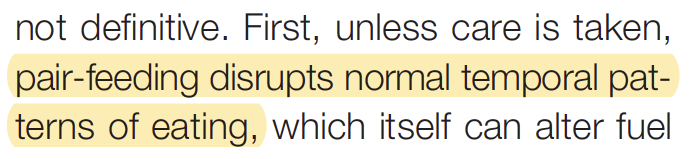 not definitive. First, unless care is taken,
pair-feeding disrupts normal temporal pat-
terns of eating, which itself can alter fuel